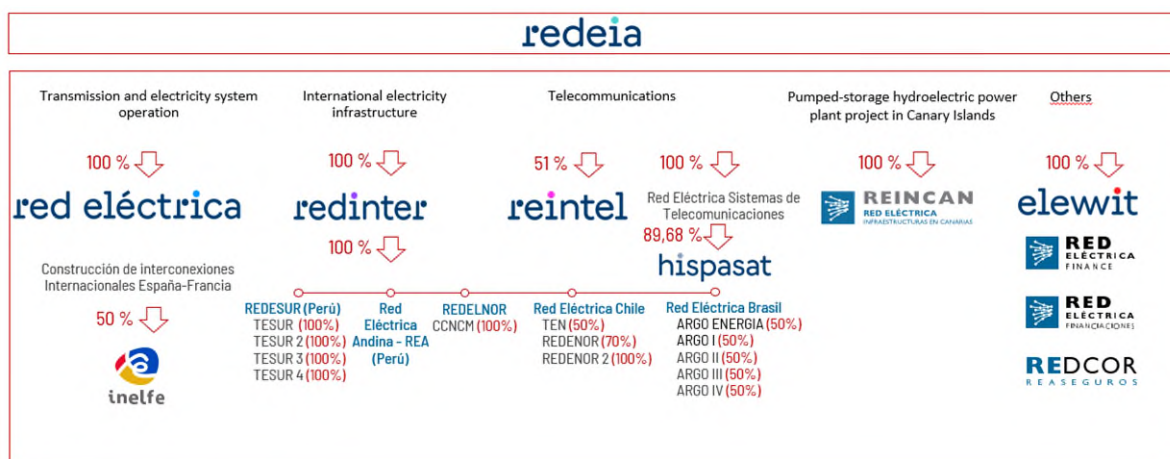 redeia
Transmission and electricity system
operation
100 %
red eléctrica
Construcción de interconexiones
Internacionales España-Francia
50 %
inelfe
International electricity
infrastructure
100 %
redinter
100 %
REDESUR (Perú)
TESUR (100%)
TESUR 2 (100%)
TESUR 3 (100%)
TESUR 4 (100%)
Red
Eléctrica
Andina - REA
(Perú)
REDELNOR
CCNCM (100%)
Red Eléctrica Chile
TEN (50%)
REDENOR (70%)
REDENOR 2 (100%)
Red Eléctrica Brasil
ARGO ENERGIA (50%)
ARGO I (50%)
ARGO II (50%)
ARGO III (50%)
ARGO IV (50%)
Telecommunications
51 %
reintel
100 %
Red Eléctrica Sistemas de
Telecomunicaciones
89,68 %
hispasat
Pumped-storage hydroelectric power
plant project in Canary Islands
100 %
REINCAN
RED ELÉCTRICA
INFRAESTRUCTURAS EN CANARIAS
Others
100 %
elewit
RED
ELÉCTRICA
FINANCE
RED
ELÉCTRICA
FINANCIACIONES
REDCOR
REASEGUROS